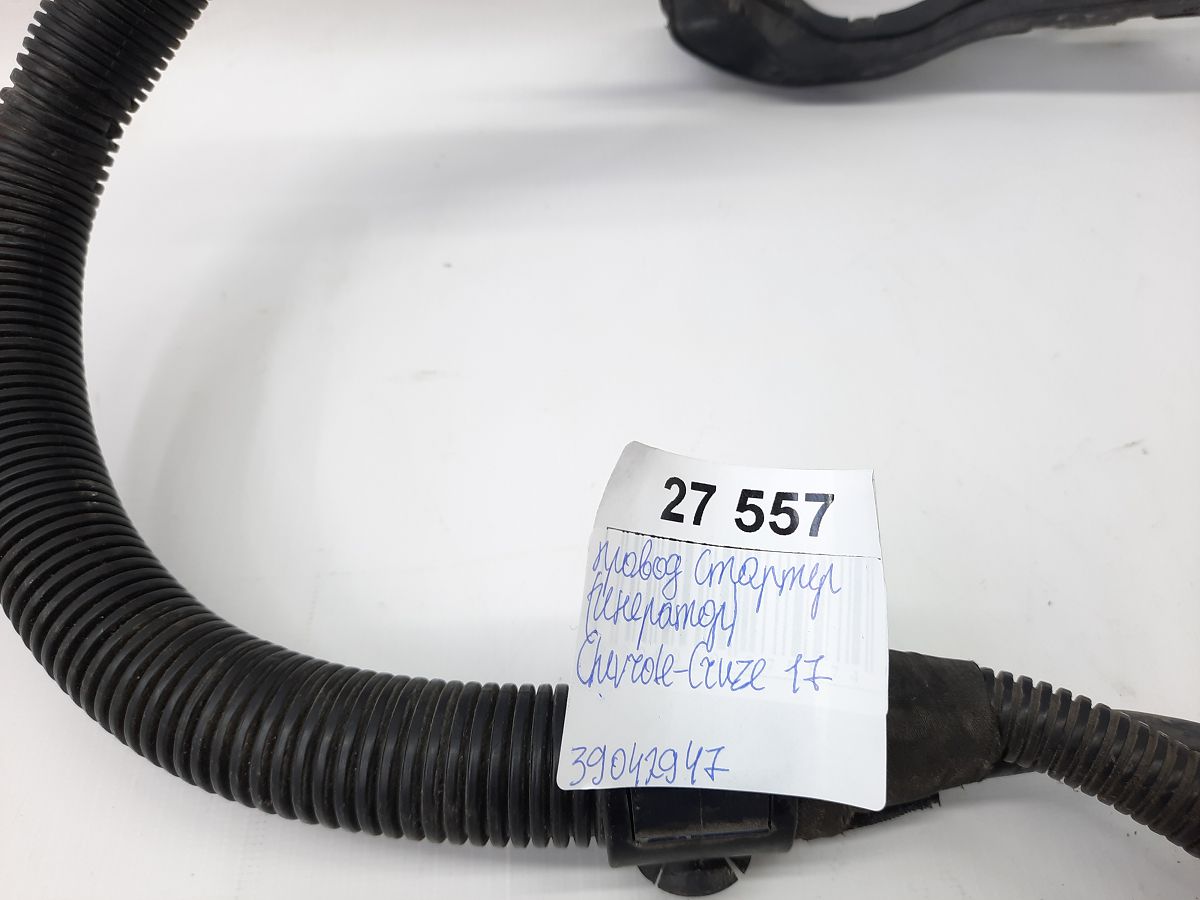 27 557
провод стартер
генератор
Chevrole-Cruze 17
39042947